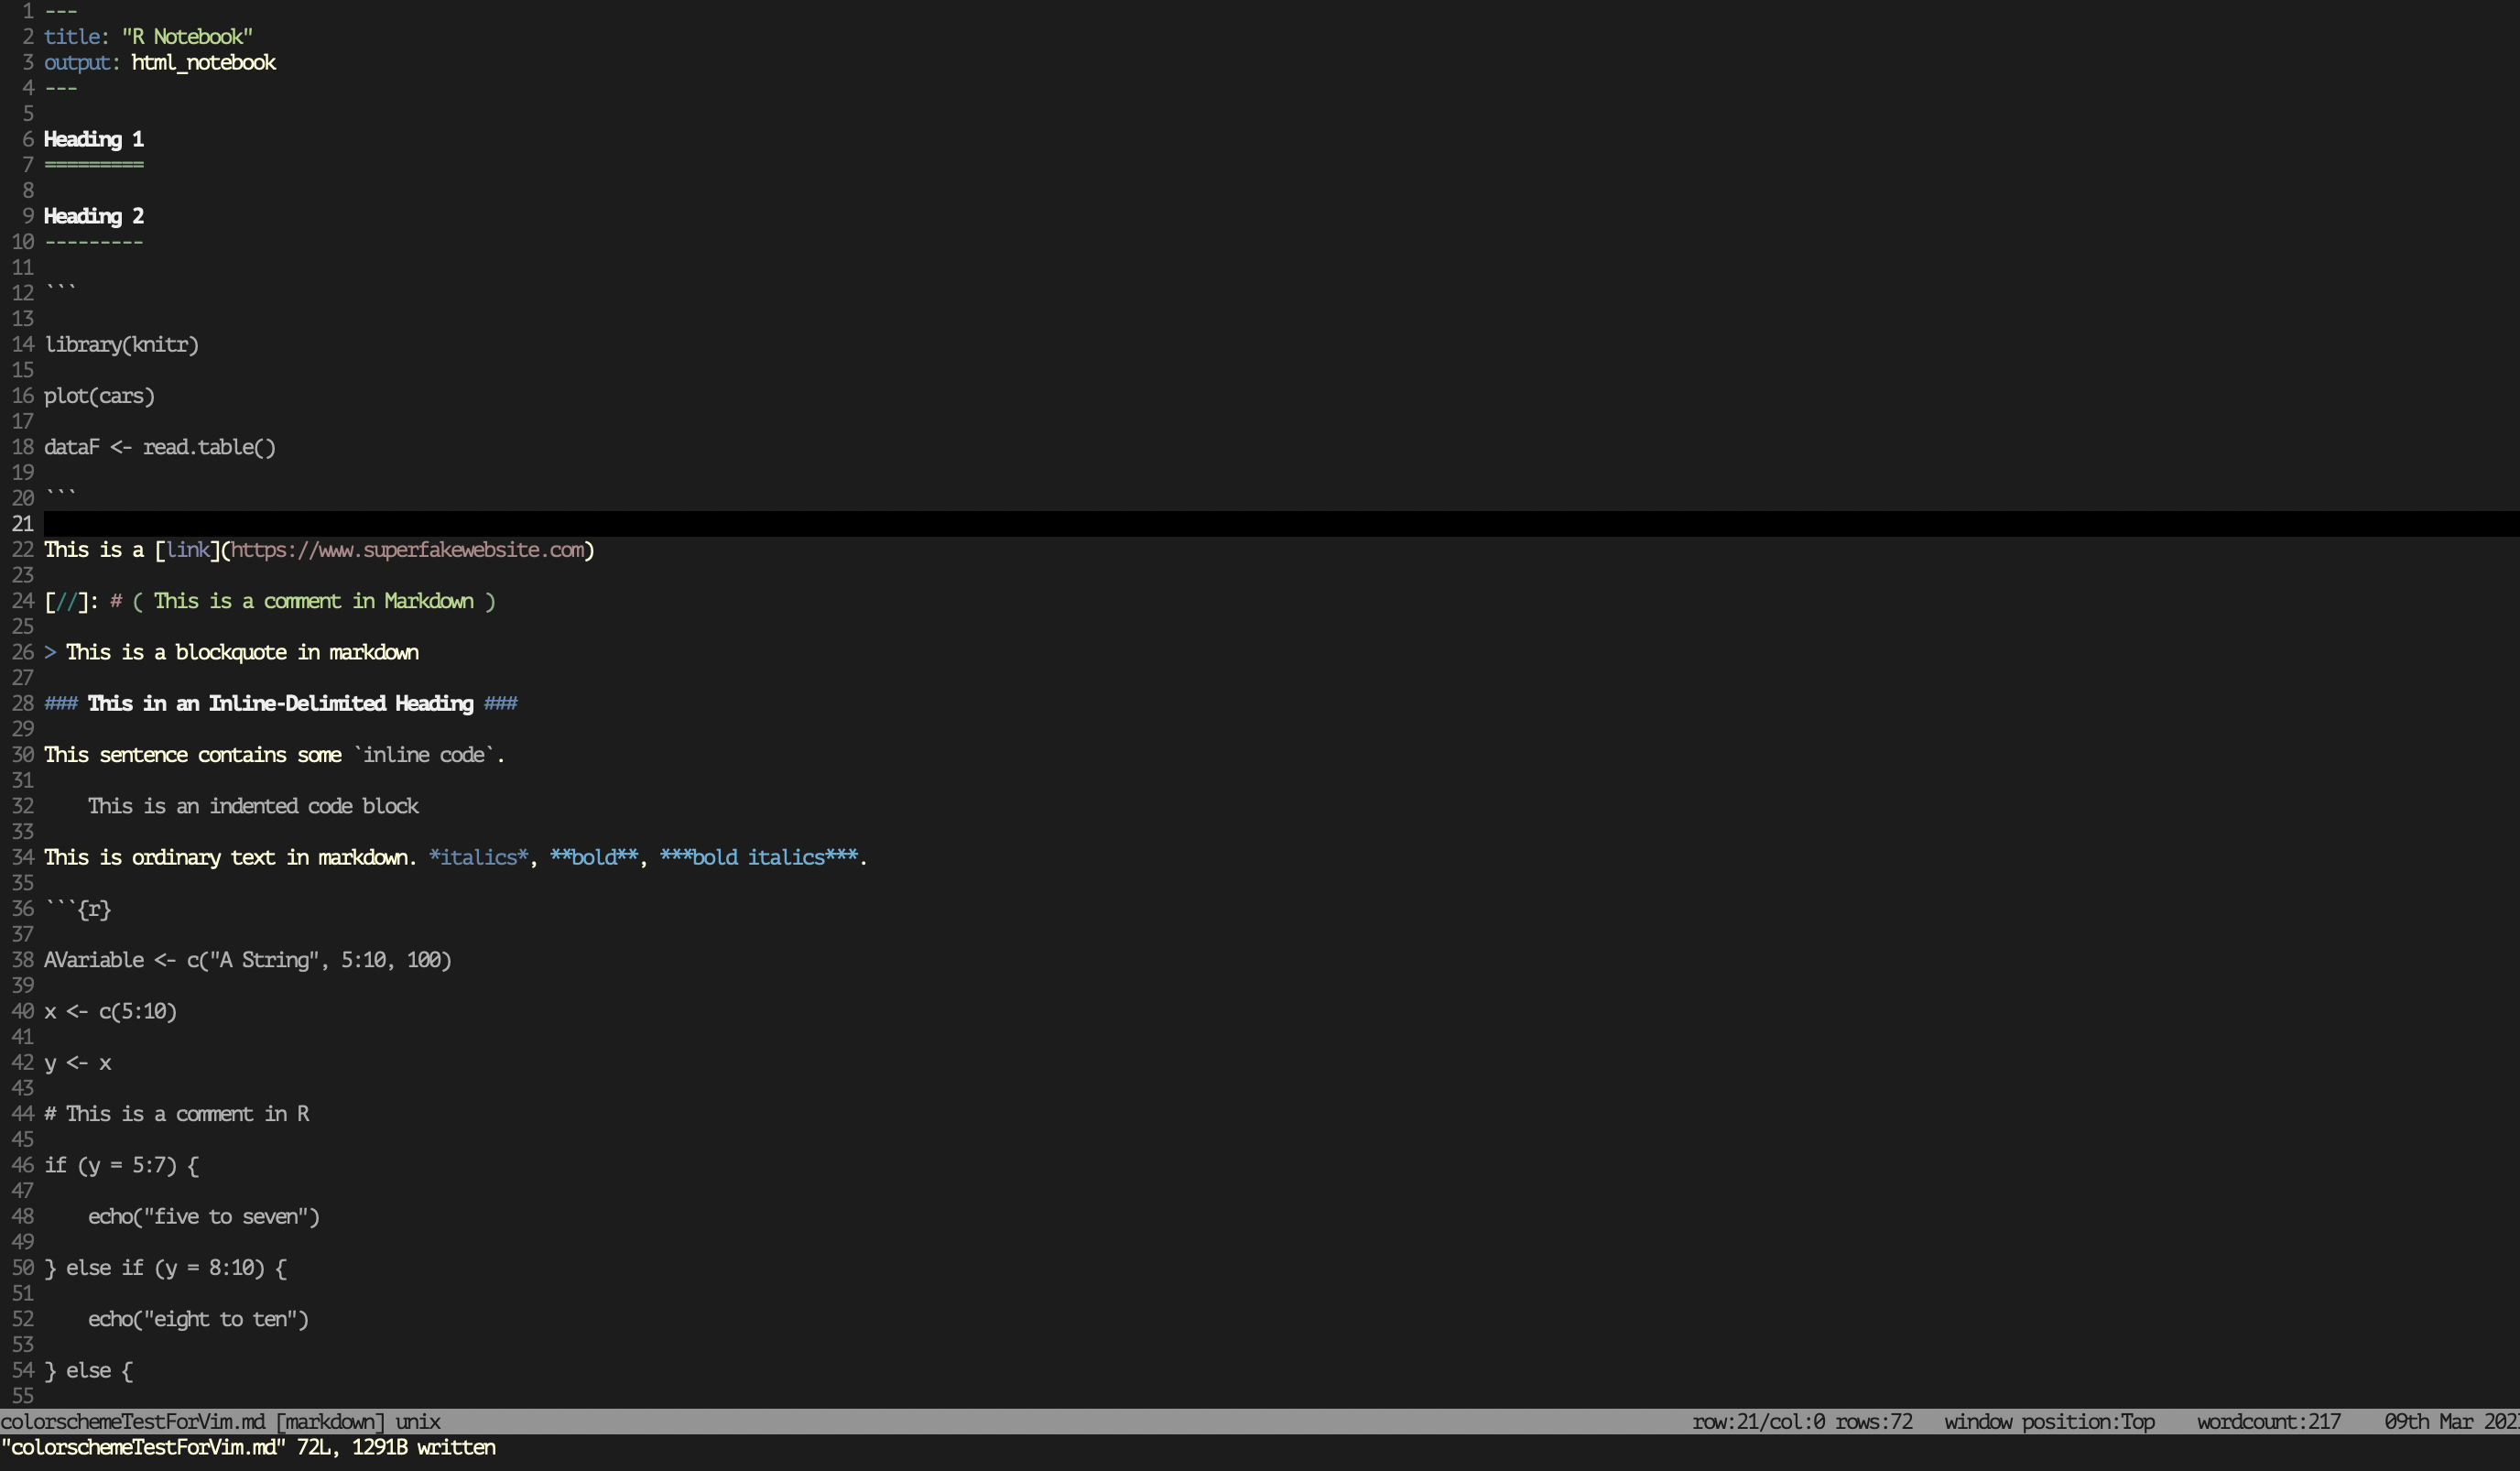 1 ---
2 title: "R Notebook"
3 output: html_notebook
4 ---
5
6 Heading 1
7 =========
8
9 Heading 2
10 ---------
11
12 ```
13
14 library(knitr)
15
16 plot(cars)
17
18 dataF <- read.table()
19
20 ```
21
22 This is a [link](https://www.superfakewebsite.com)
23
24 [//]: # ( This is a comment in Markdown )
25
26 > This is a blockquote in markdown
27
28 ### This in an Inline-Delimited Heading ###
29
30 This sentence contains some `inline code`.
31
32     This is an indented code block
33
34 This is ordinary text in markdown. *italics*, **bold**, ***bold italics***.
35
36 ```{r}
37
38 AVariable <- c("A String", 5:10, 100)
39
40 x <- c(5:10)
41
42 y <- x
43
44 # This is a comment in R
45
46 if (y = 5:7) {
47
48     echo("five to seven")
49
50 } else if (y = 8:10) {
51
52     echo("eight to ten")
53
54 } else {
55
colorschemeTestForVim.md [markdown] unix row:21/col:0 rows:72 window position:Top wordcount:217 09th Mar
"colorschemeTestForVim.md" 72L, 1291B written